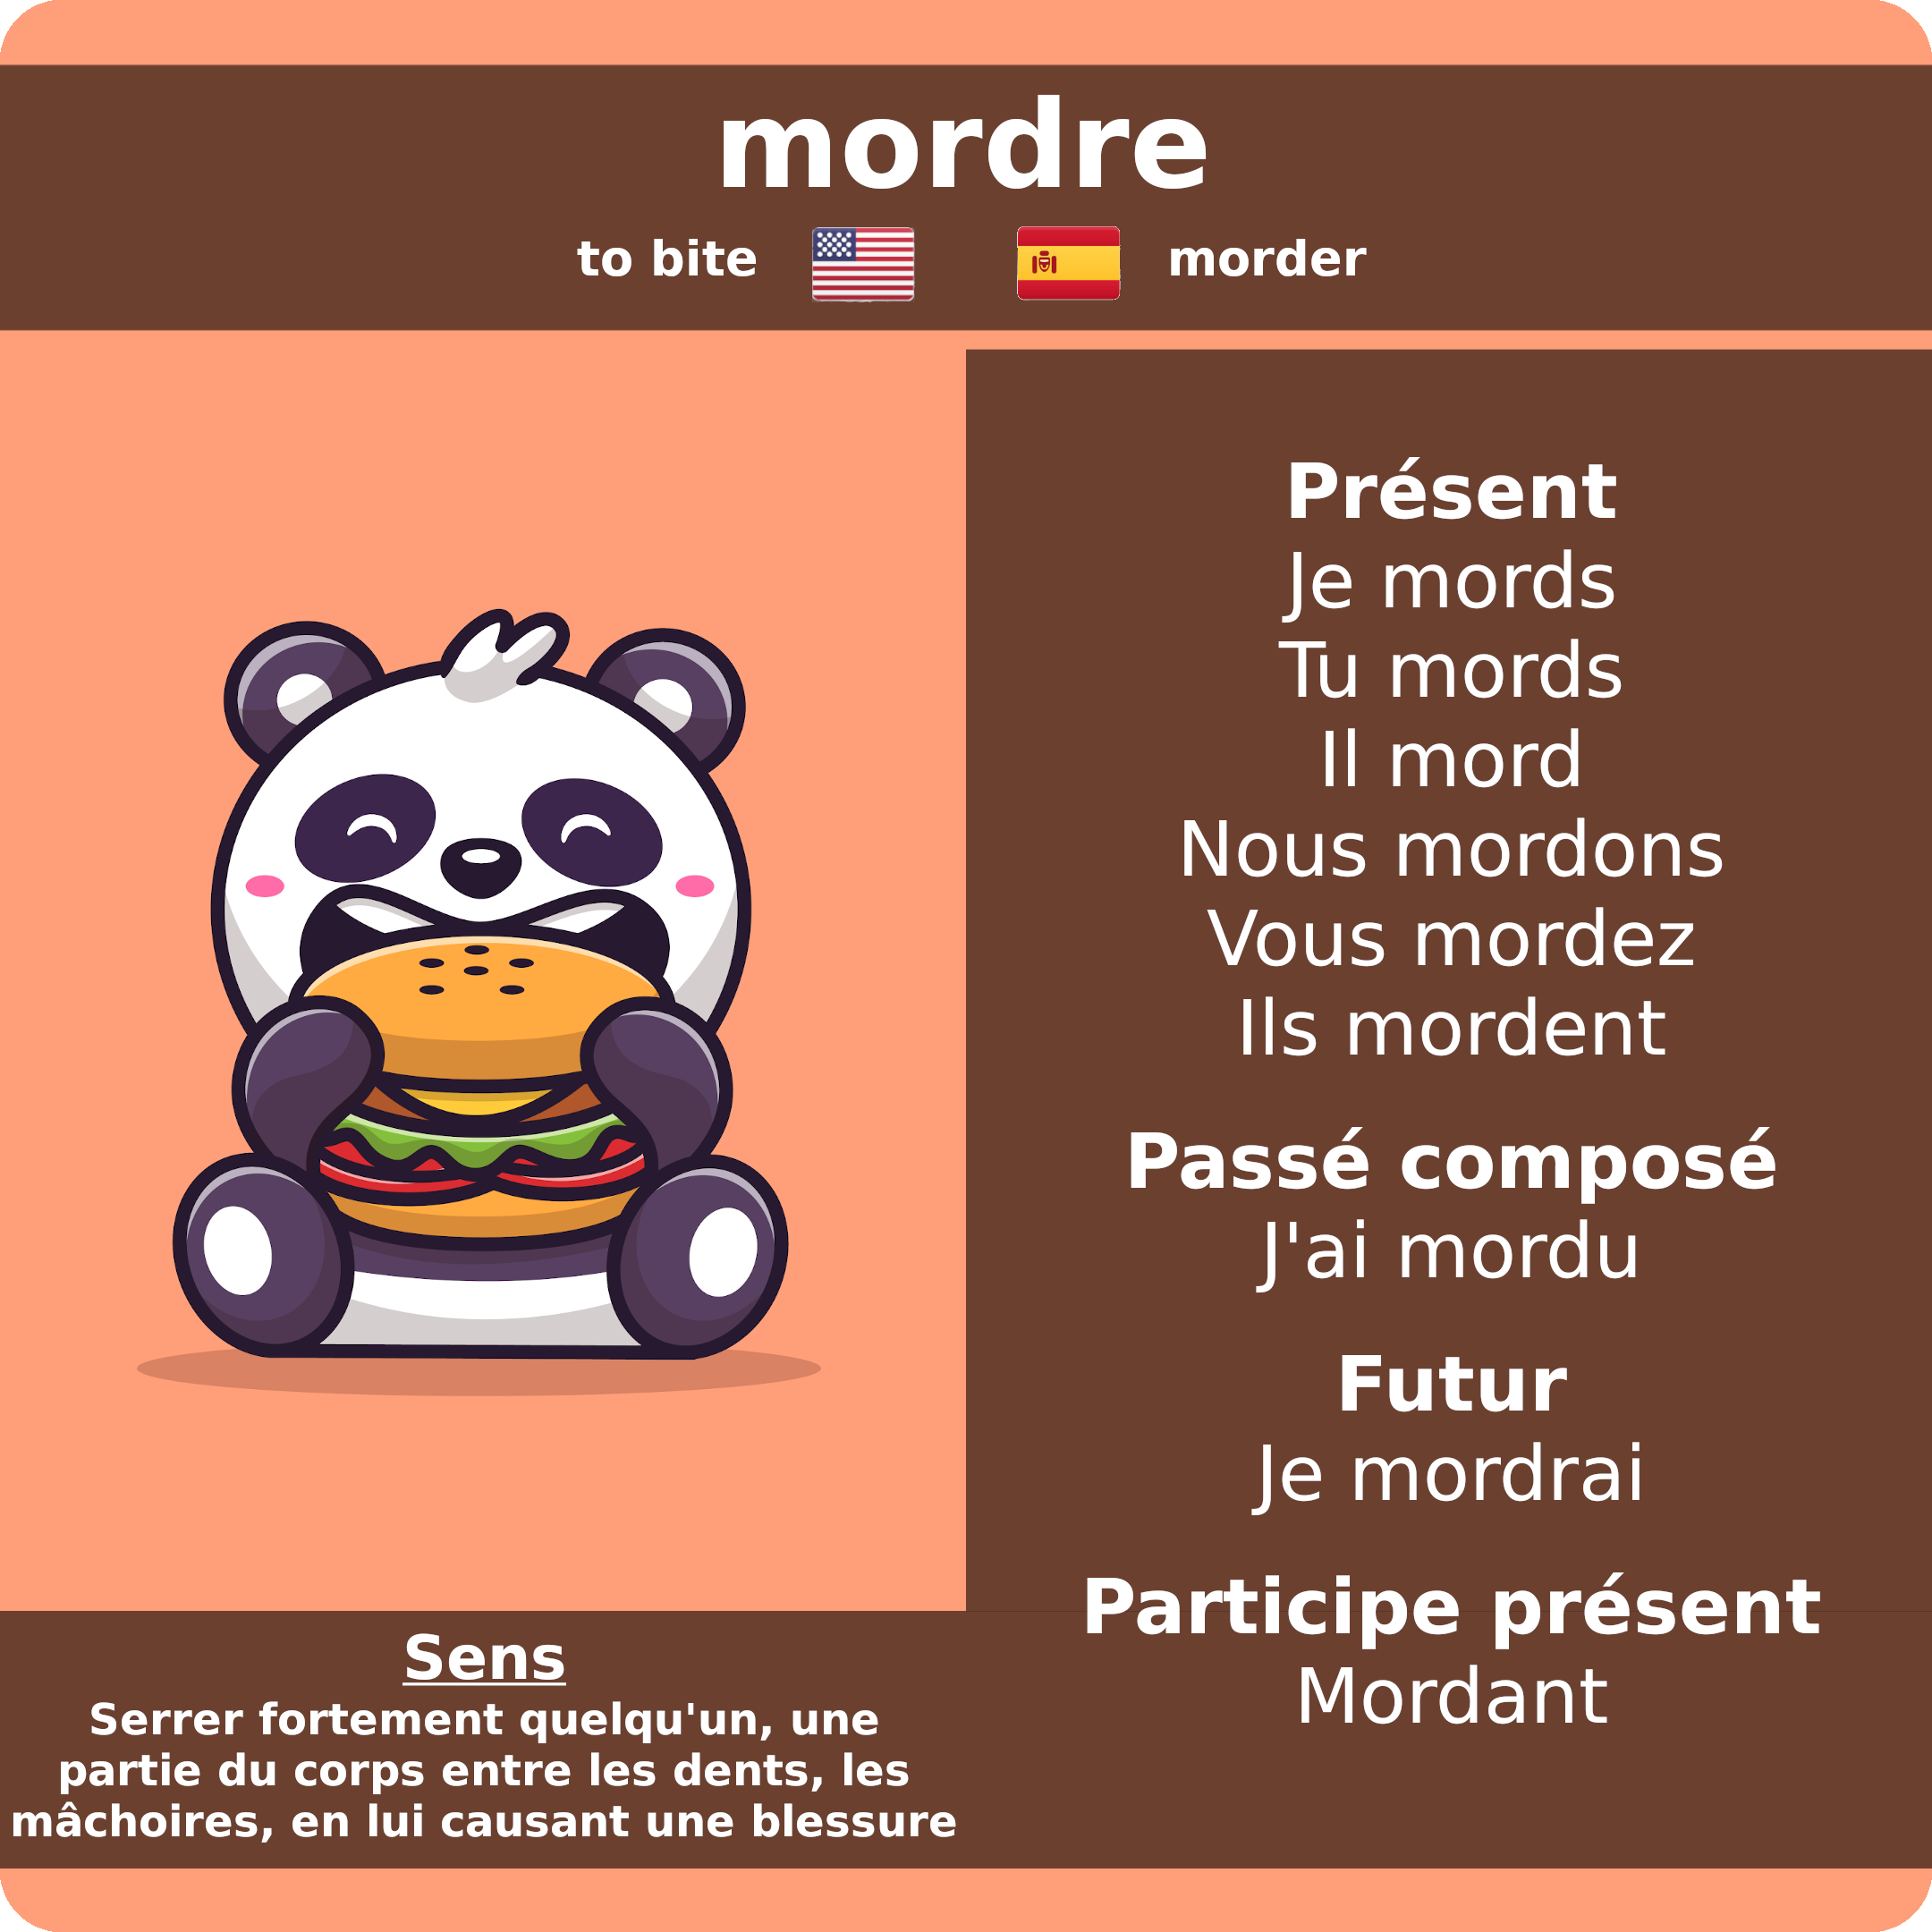 mordre
to bite
morder
Présent
Je mords
Tu mords
Il mord
Nous mordons
Vous mordez
Ils mordent
Passé composé
J'ai mordu
Futur
Je mordrai
Participe présent
Mordant
Sens
Serrer fortement quelqu'un, une
partie du corps entre les dents, les
mâchoires, en lui causant une blessure